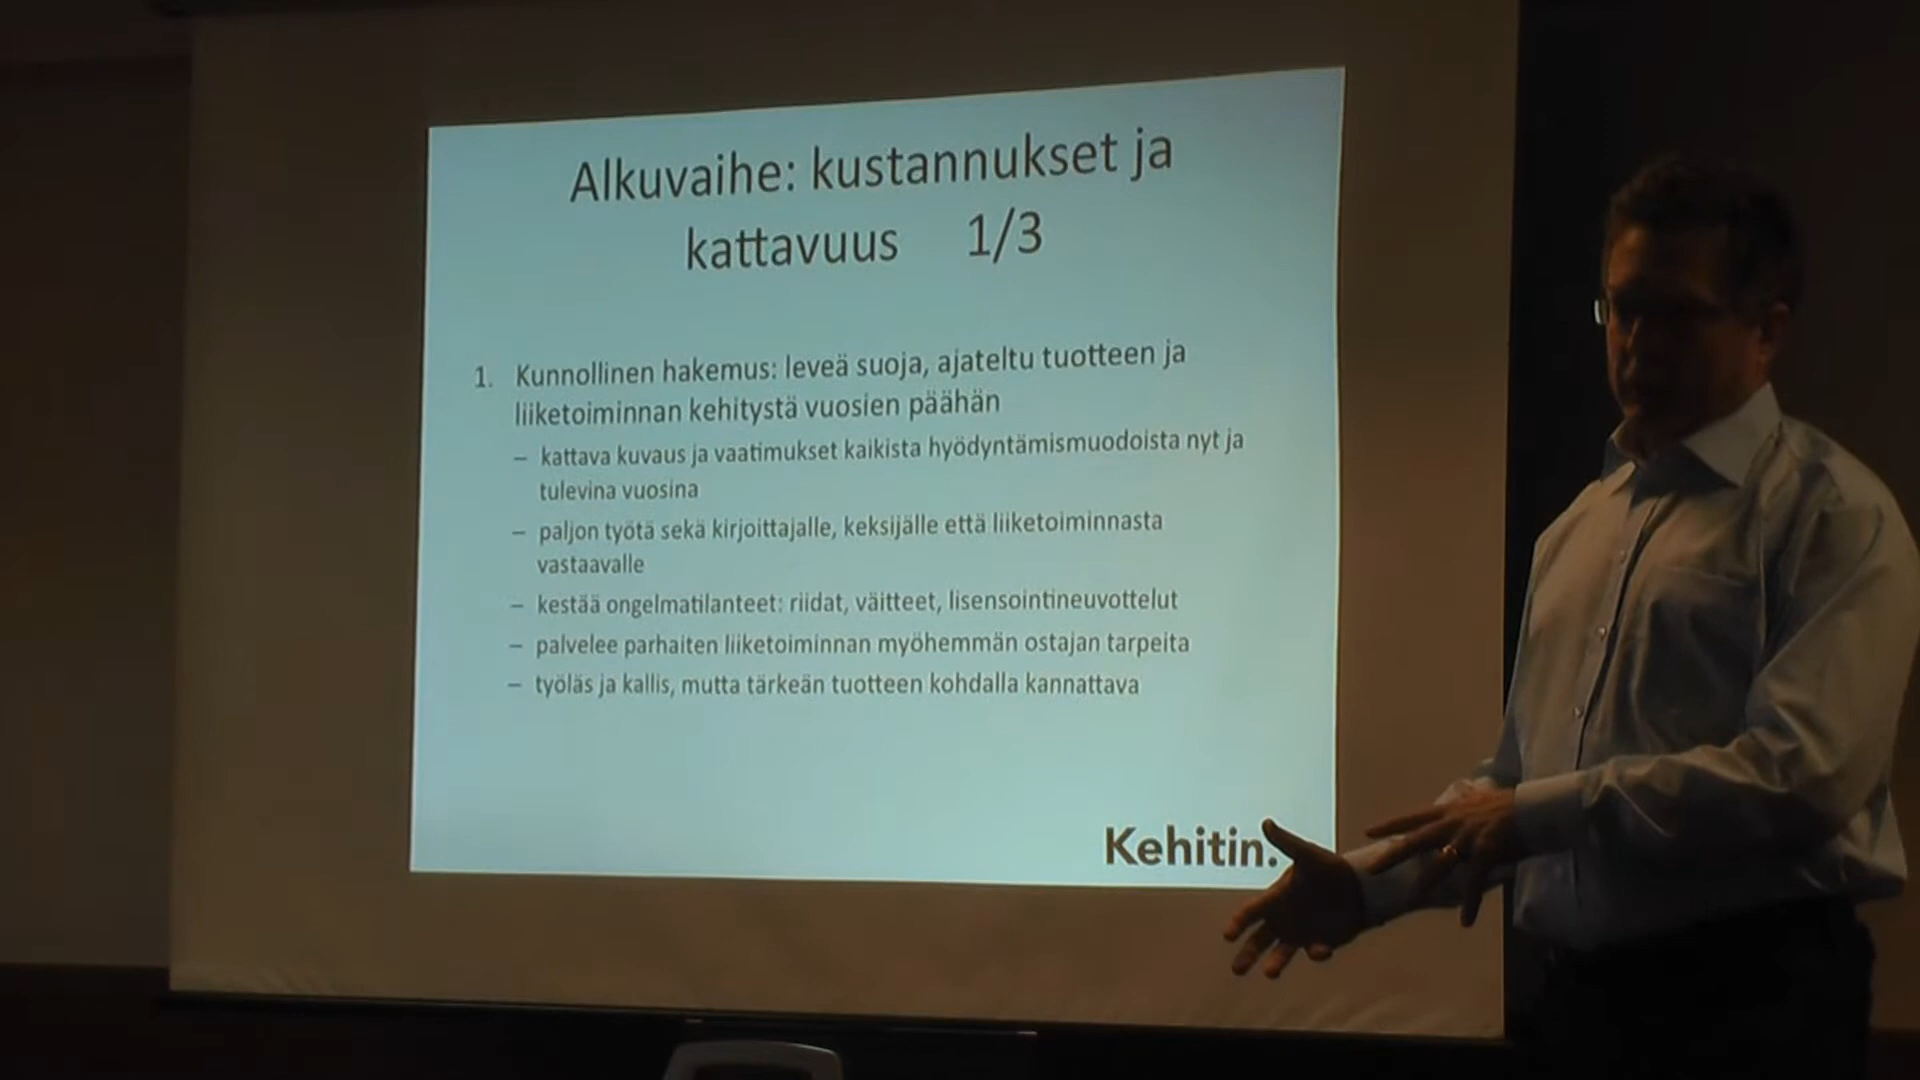 Alkuvaihe: kustannukset ja
kattavuus 1/3
1. Kunnollinen hakemus: leveä suoja, ajateltu tuotteen ja
liiketoiminnan kehitystä vuosien päähän
– kattava kuvaus ja vaatimukset kaikista hyödyntämismuodoista nyt ja
tulevina vuosina
– paljon työtä sekä kirjoittajalle, keksijälle että liiketoiminnasta
vastaavalle
– kestää ongelmatilanteet: riidat, väitteet, lisensointineuvottelut
– palvelee parhaiten liiketoiminnan myöhemmän ostajan tarpeita
– työläs ja kallis, mutta tärkeän tuotteen kohdalla kannattava
Kehitin.